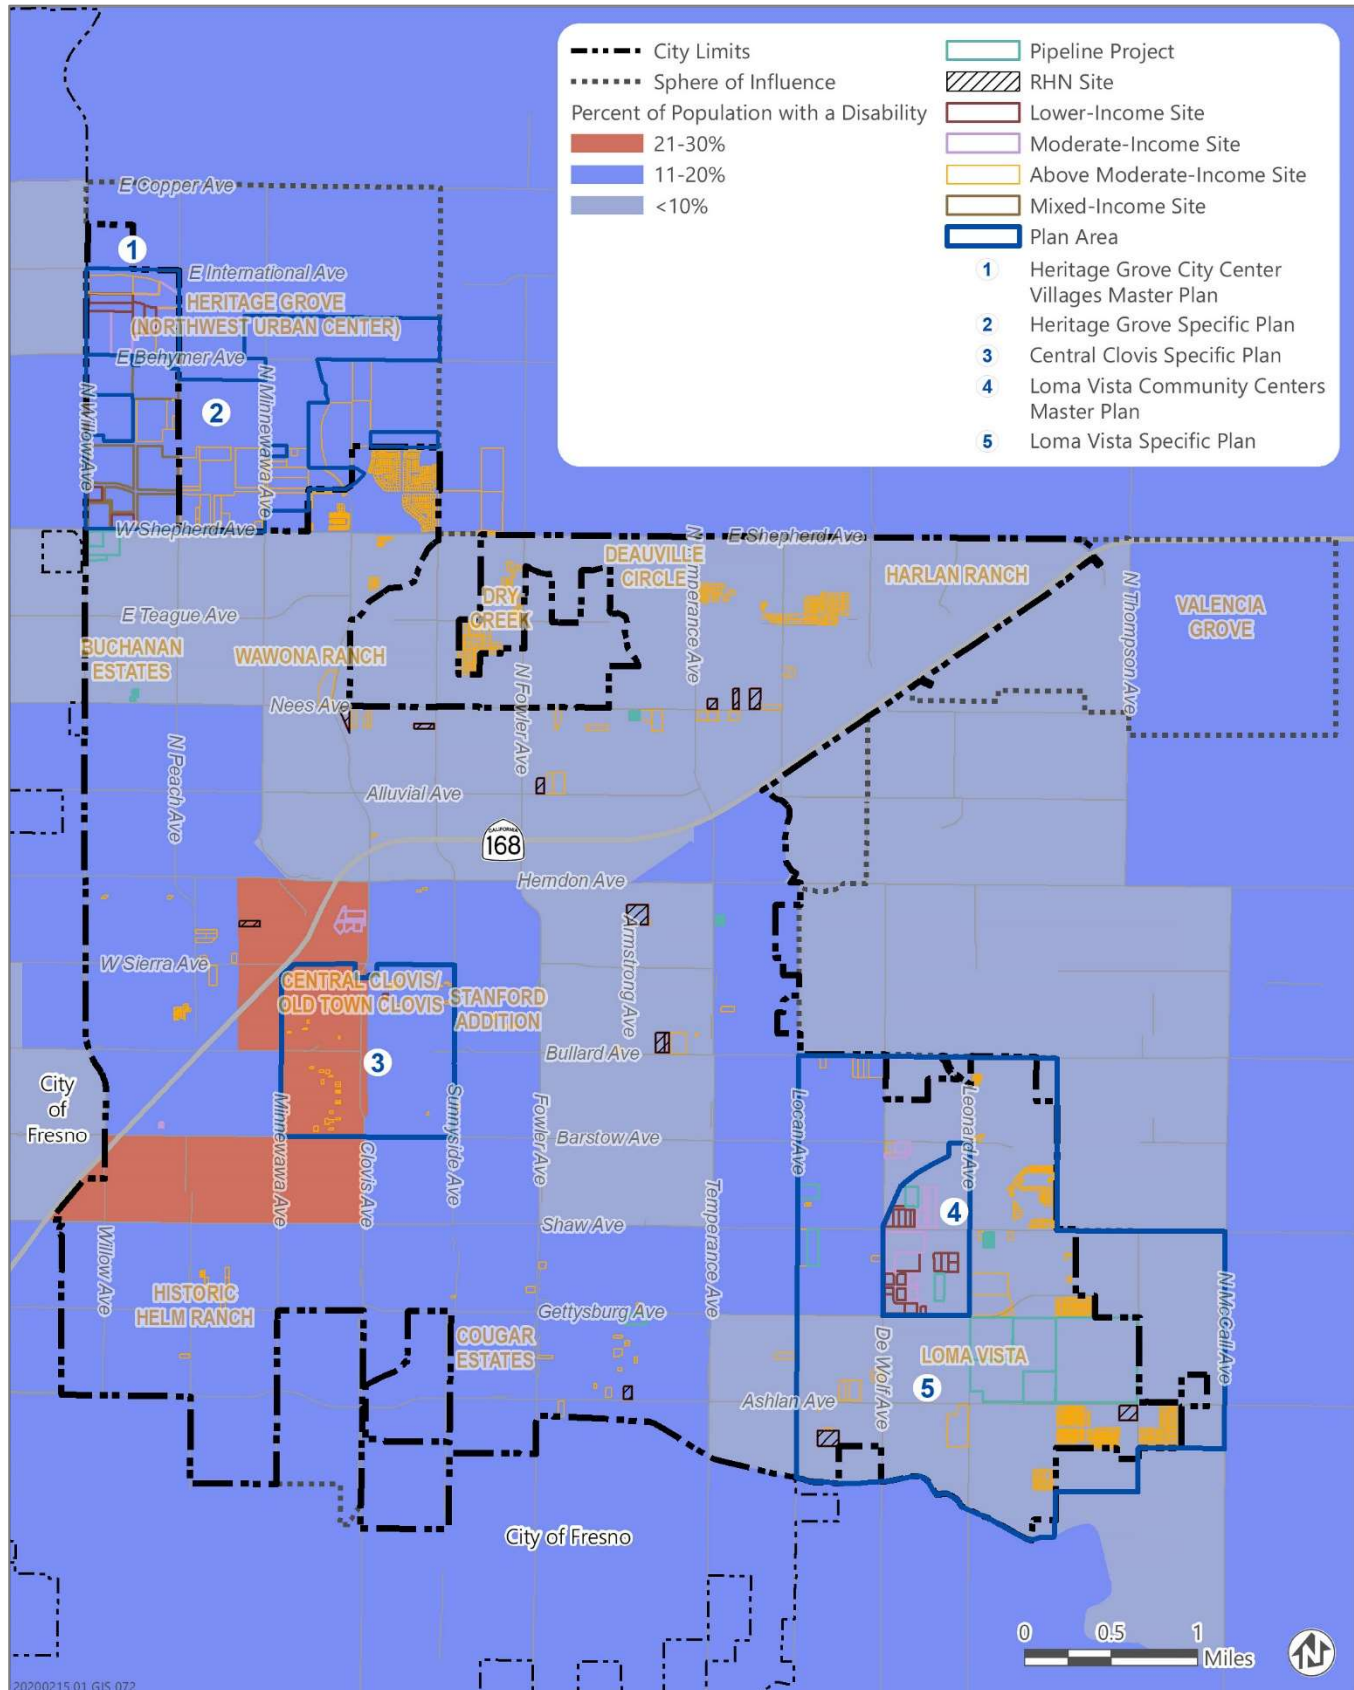 City Limits
Sphere of Influence
Percent of Population with a Disability
21-30%
11-20%
<10%
Pipeline Project
RHN Site
Lower-Income Site
Moderate-Income Site
Above Moderate-Income Site
Mixed-Income Site
Plan Area
1 Heritage Grove City Center
Villages Master Plan
2 Heritage Grove Specific Plan
3 Central Clovis Specific Plan
4 Loma Vista Community Centers
Master Plan
5 Loma Vista Specific Plan
E Copper Ave
1
E International Ave
HERITAGE GROVE
(NORTHWEST URBAN CENTER)
E Behymer Ave
N Willow Ave
N Minnewawa Ave
2
W Shepherd Ave
E Shepherd Ave
DEAUVILLE
CIRCLE
HARLAN RANCH
N Thompson Ave
VALENCIA
GROVE
DRY
CREEK
E Teague Ave
BUCHANAN
ESTATES
WAWONA RANCH
Nees Ave
N Fowler Ave
N Peach Ave
Alluvial Ave
CALIFORNIA
168
Herndon Ave
Armstrong Ave
W Sierra Ave
CENTRAL CLOVIS/
OLD TOWN CLOVIS
STANFORD
ADDITION
Bullard Ave
3
City
of
Fresno
Minnewawa Ave
Clovis Ave
Sunnyside Ave
Fowler Ave
Barstow Ave
Locan Ave
Leonard Ave
Temperance Ave
4
Shaw Ave
Willow Ave
HISTORIC
HELM RANCH
Gettysburg Ave
COUGAR
ESTATES
De Wolf Ave
LOMA VISTA
N McCall Ave
5
Ashlan Ave
City of Fresno
0 0.5 1
Miles
N
20200215.01 GIS 072